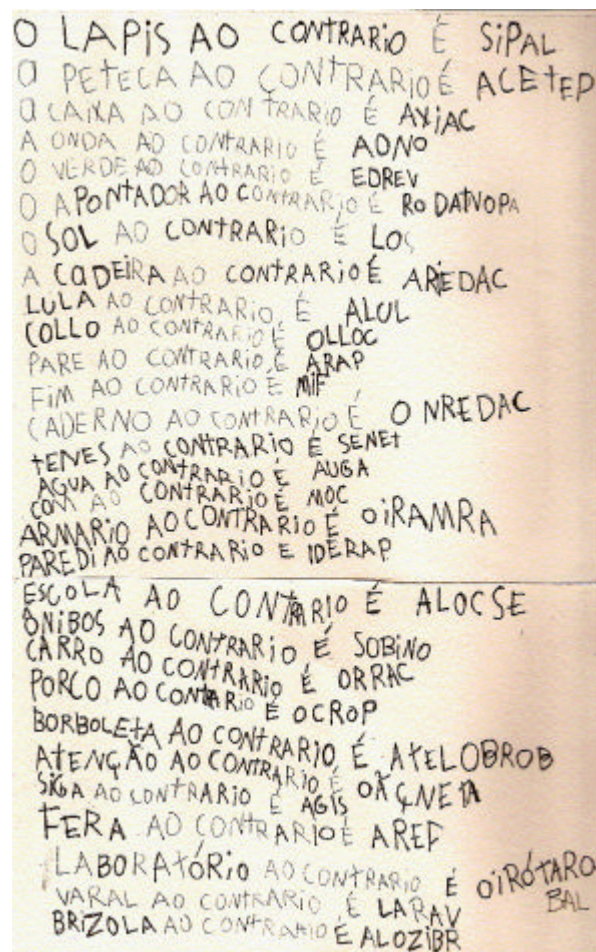 O LAPIS AO CONTRARIO É SIPAL
O PETECA AO CONTRARIO É ACETEP
A CAIXA AO CONTRARIO É AXIAC
A ONDA AO CONTRARIO É ADNO
O VERDE AO CONTRARIO É EDREV
O APONTADOR AO CONTRARIO É RODATNOPA
O SOL AO CONTRARIO É LOS
A CADEIRA AO CONTRARIO É ARIEDAC
LULA AO CONTRARIO É ALUL
COLLO AO CONTRARIO É OLLOC
PARE AO CONTRARIO É ARAP
FIM AO CONTRARIO É MIF
CADERNO AO CONTRARIO É ONREDAC
TENES AO CONTRARIO É SENET
AGUA AO CONTRARIO É AUGA
COM AO CONTRARIO É MOC
ARMARIO AO CONTRARIO É OIRAMRA
PAREDI AO CONTRARIO E IDERAP
ESCOLA AO CONTRARIO É ALOCSE
ÔNIBOS AO CONTRARIO É SOBINO
CARRO AO CONTRARIO É ORRAC
PORCO AO CONTARIO É OCROP
BORBOLETA AO CONTRARIO É ATELOBROB
ATENÇÃO AO CONTRARIO É OÃÇNETA
SIGA AO CONTRARIO É AGIS
FERA AO CONTRARIO É AREF
LABORATÓRIO AO CONTRARIO É OIRÓTARO
BAL
VARAL AO CONTRARIO É LARAV
BRIZOLA AO CONTRARIO É ALOZIBR